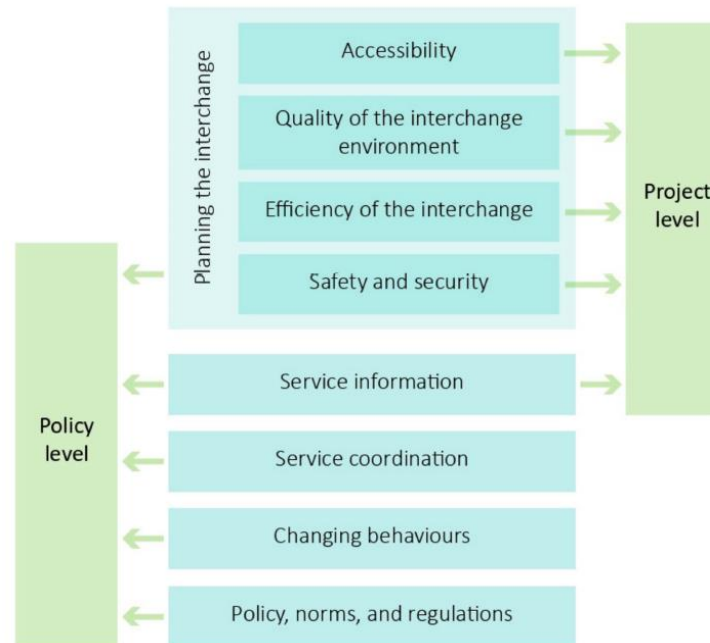 Planning the interchange
Accessibility
Quality of the interchange
environment
Efficiency of the interchange
Safety and security
Project
level
Service information
Policy
level
Service coordination
Changing behaviours
Policy, norms, and regulations